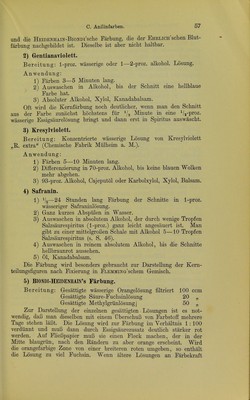 C. Anilinfarben. 57
und die HEIDENHAIN-BIONDI'sche Färbung, die der EHRLICH'schen Blut-
färbung nachgebildet ist. Dieselbe ist aber nicht haltbar.
2) Gentianaviolett.
Bereitung: 1-proz. wässerige oder 1—2-proz. alkohol. Lösung.
Anwendung:
1) Färben 3—5 Minuten lang.
2) Auswaschen in Alkohol, bis der Schnitt eine hellblaue
Farbe hat.
3) Absoluter Alkohol, Xylol, Kanadabalsam.
Oft wird die Kernfärbung noch deutlicher, wenn man den Schnitt
aus der Farbe zunächst höchstens für ½ Minute in eine ½-proz.
wässerige Essigsäurelösung bringt und dann erst in Spiritus auswäscht.
3) Kresylviolett.
Bereitung: Konzentrierte wässerige Lösung von Kresylviolett
„R. extra“ (Chemische Fabrik Mülheim a. M.).
Anwendung:
1) Färben 5—10 Minuten lang.
2) Differenzierung in 70-proz. Alkohol, bis keine blauen Wolken
mehr abgehen.
3) 93-proz. Alkohol, Cajeputöl oder Karbolxylol, Xylol, Balsam.
4) Safranin.
1) ½—24 Stunden lang Färbung der Schnitte in 1-proz.
wässeriger Safraninlösung.
2) Ganz kurzes Abspülen in Wasser.
3) Auswaschen in absolutem Alkohol, der durch wenige Tropfen
Salzsäurespiritus (1-proz.) ganz leicht angesäuert ist. Man
gibt zu einer mittelgroßen Schale mit Alkohol 5—10 Tropfen
Salzsäurespiritus (s. S. 46).
4) Auswaschen in neuem absolutem Alkohol, bis die Schnitte
hellbraunrot aussehen.
5) Öl, Kanadabalsam.
Die Färbung wird besonders gebraucht zur Darstellung der Kern-
teilungsfiguren nach Fixierung in FLEMMING'schem Gemisch.
5) BIONDI-HEIDENHAIN's Färbung.
Bereitung: Gesättigte wässerige Orangelösung filtriert 100 ccm
Gesättigte Säure-Fuchsinlösung 20 „
Gesättigte Methylgrünlösung 50 „
Zur Darstellung der einzelnen gesättigten Lösungen ist es not-
wendig, daß man dieselben mit einem Überschuß von Farbstoff mehrere
Tage stehen läßt. Die Lösung wird zur Färbung im Verhältnis 1:100
verdünnt und muß dann durch Essigsäurezusatz deutlich stärker rot
werden. Auf Fließpapier muß sie einen Fleck machen, der in der
Mitte blaugrün, nach den Rändern zu aber orange erscheint. Wird
die orangefarbige Zone von einer breiteren roten umgeben, so enthält
die Lösung zu viel Fuchsin. Wenn ältere Lösungen an Färbekraft